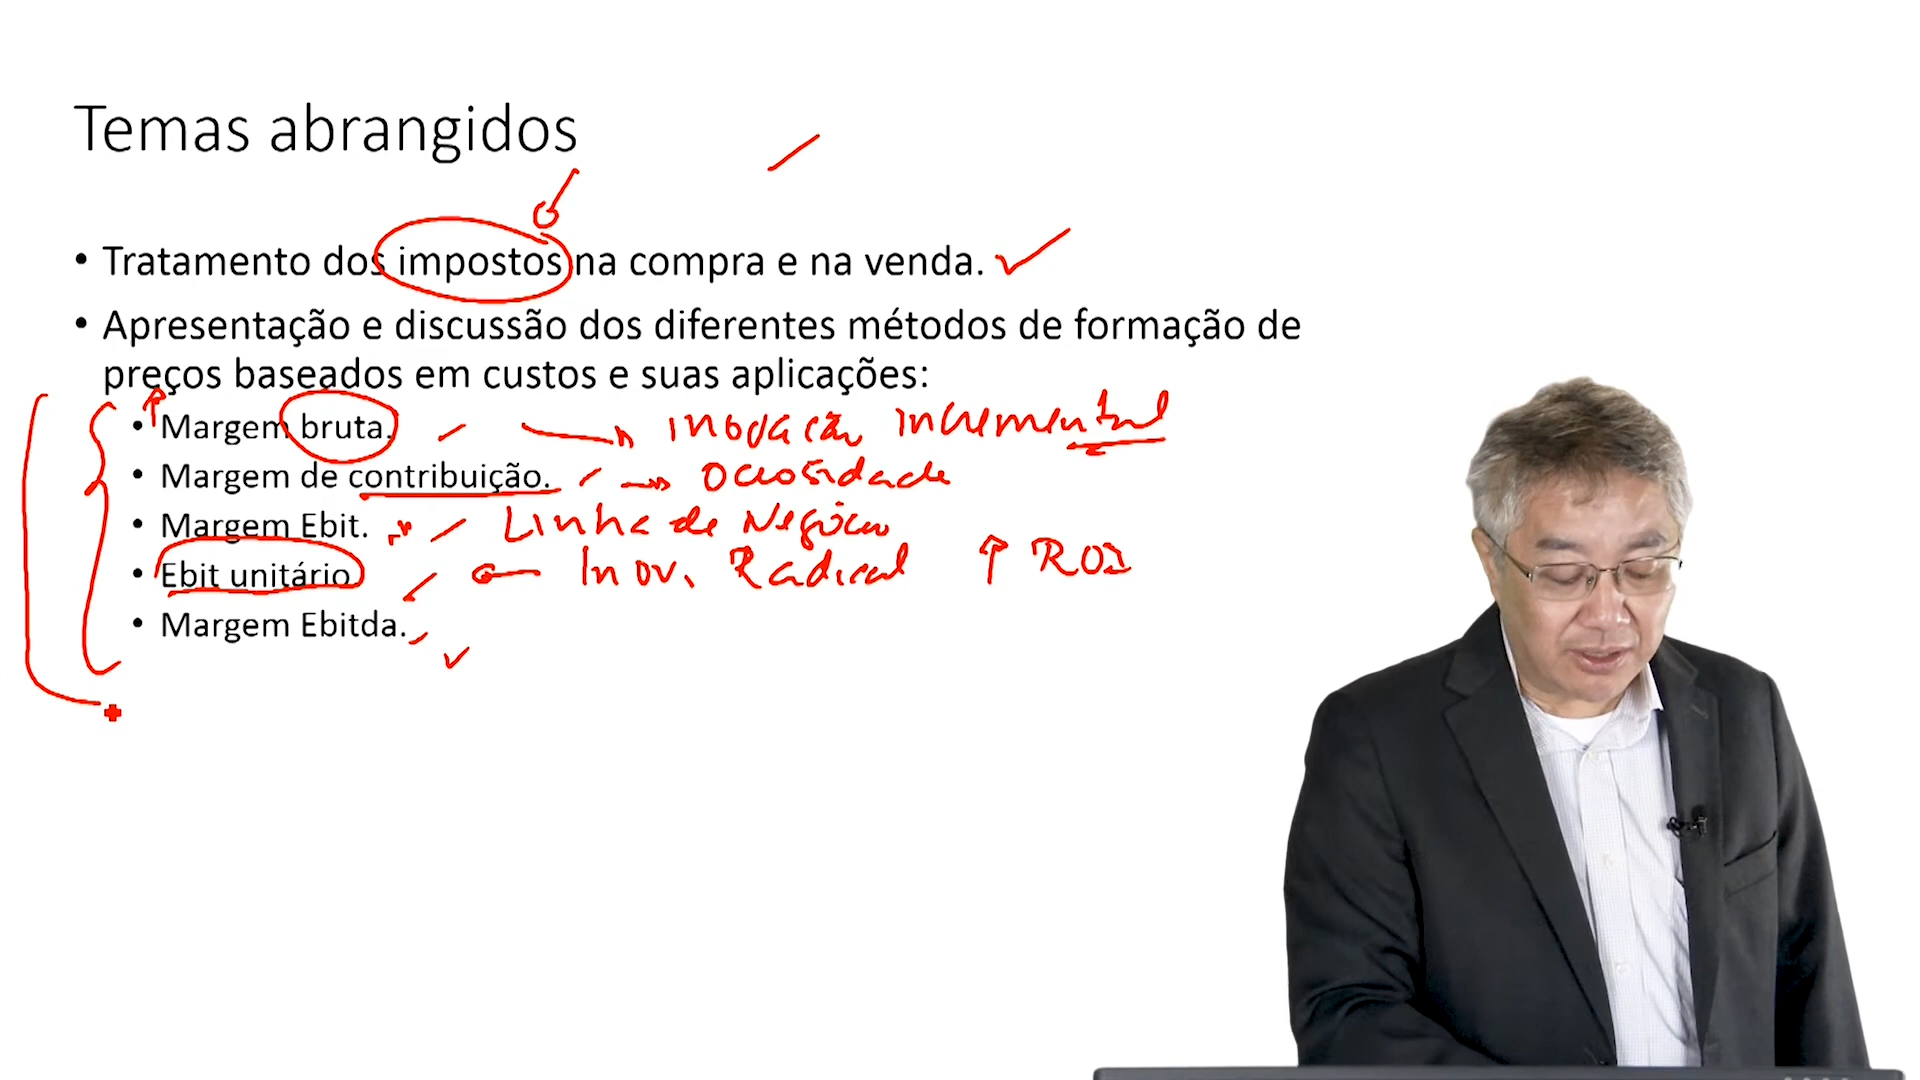 Temas abrangidos
• Tratamento dos impostos na compra e na venda.
• Apresentação e discussão dos diferentes métodos de formação de
preços baseados em custos e suas aplicações:
• Margem bruta. Inovação incremental
• Margem de contribuição. Ociosidade
• Margem Ebit. Linha de Negócio
• Ebit unitário. Inov. Radical ↑ ROI
• Margem Ebitda.